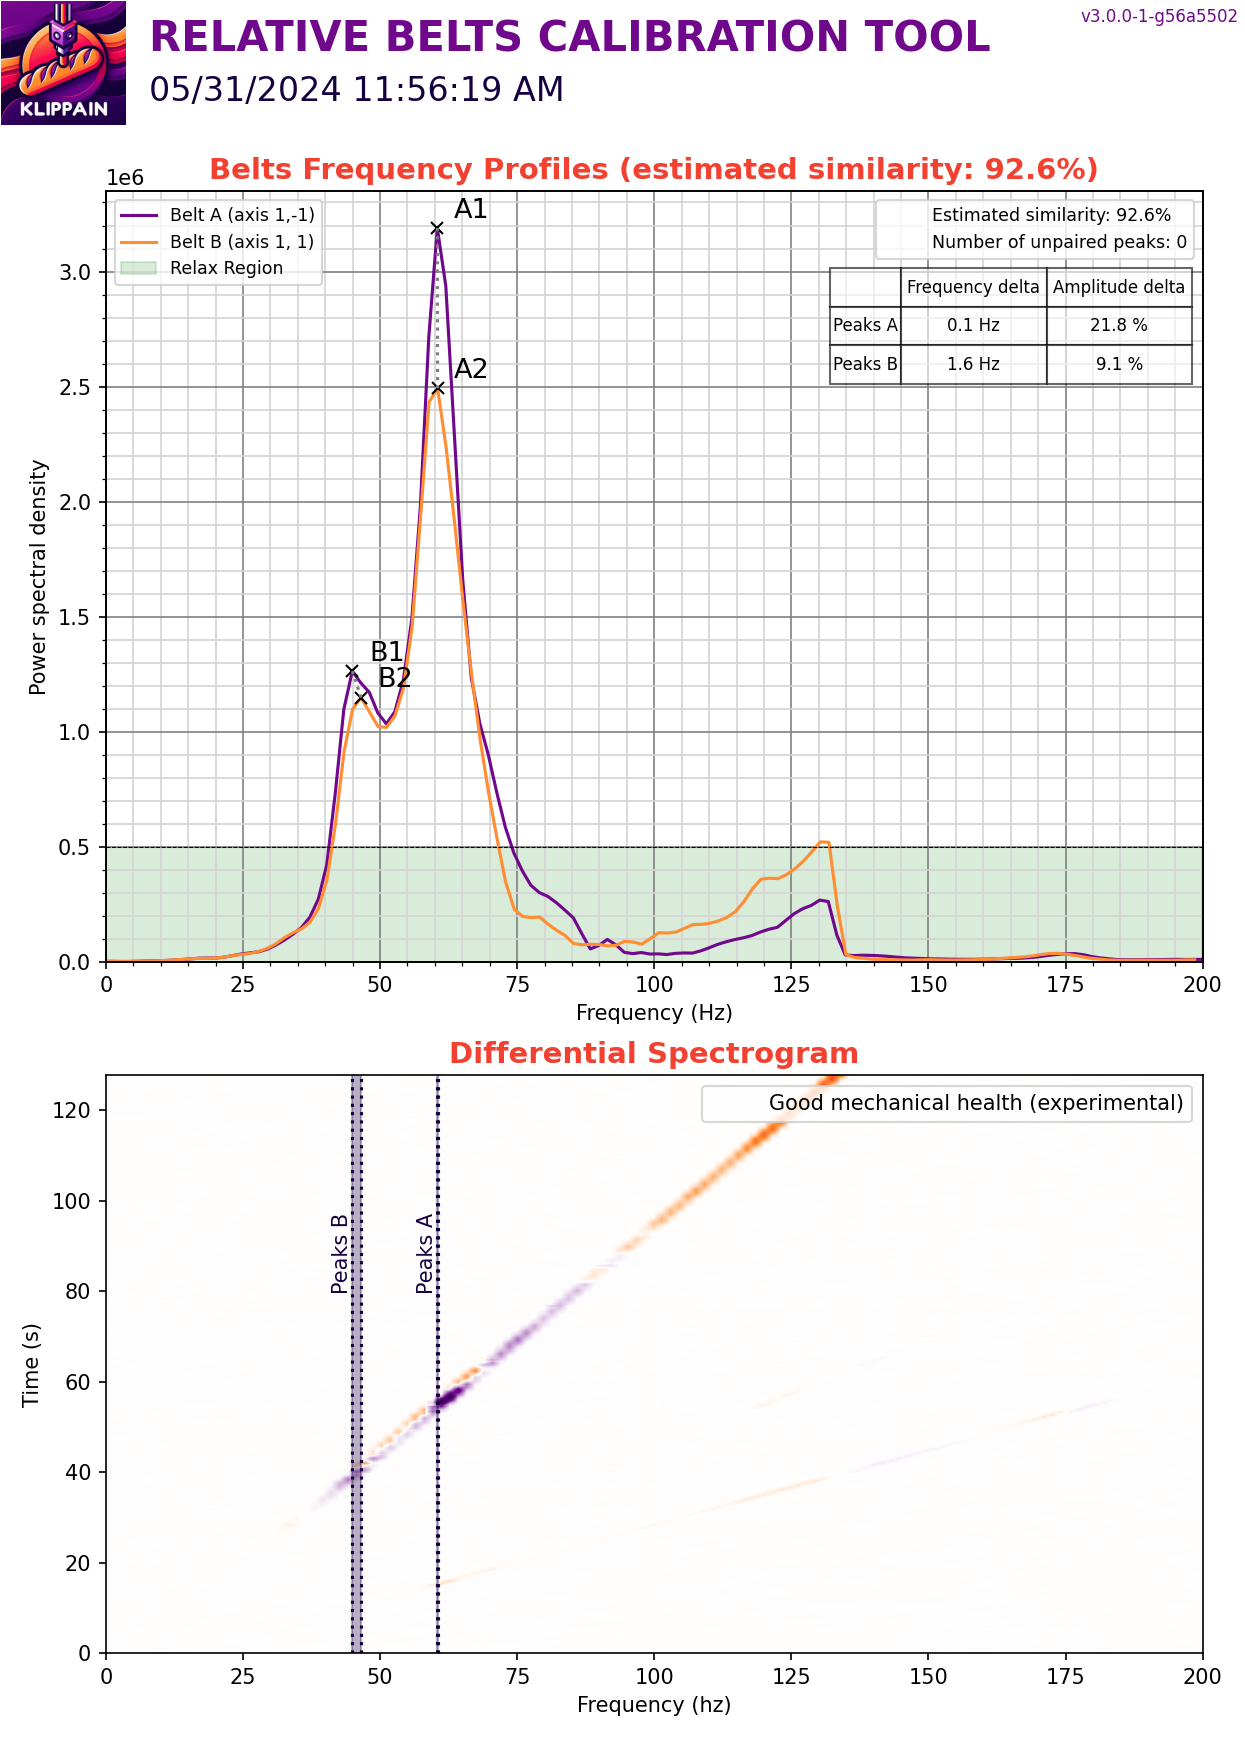 KLIPPAIN
RELATIVE BELTS CALIBRATION TOOL
v3.0.0-1-g56a5502
05/31/2024 11:56:19 AM
Belts Frequency Profiles (estimated similarity: 92.6%)
1e6
Belt A (axis 1,-1)
Belt B (axis 1, 1)
Relax Region
Estimated similarity: 92.6%
Number of unpaired peaks: 0
Frequency delta Amplitude delta
Peaks A 0.1 Hz 21.8 %
Peaks B 1.6 Hz 9.1 %
A1
A2
B1
B2
Power spectral density
3.0
2.5
2.0
1.5
1.0
0.5
0.0
0 25 50 75 100 125 150 175 200
Frequency (Hz)
Differential Spectrogram
Good mechanical health (experimental)
Peaks B
Peaks A
Time (s)
120
100
80
60
40
20
0
0 25 50 75 100 125 150 175 200
Frequency (hz)